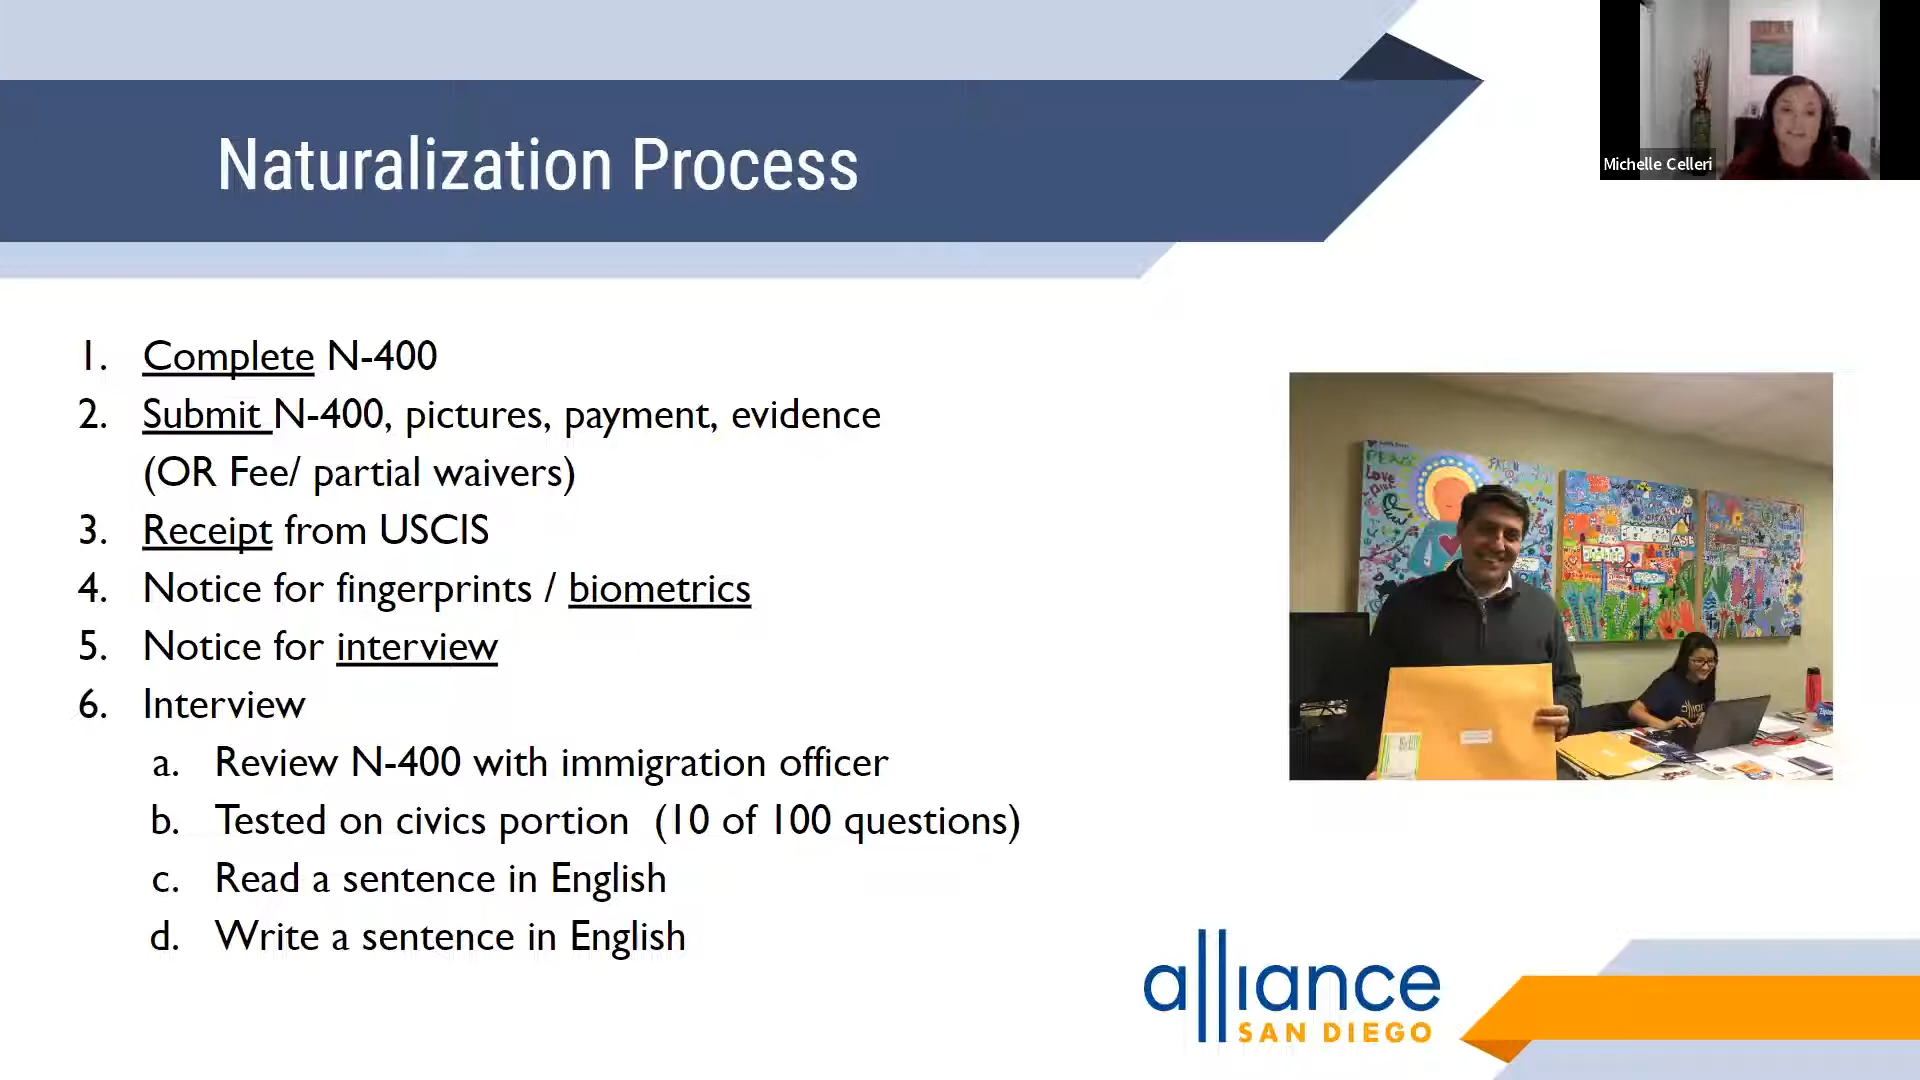 Naturalization Process
Michelle Celleri
1. Complete N-400
2. Submit N-400, pictures, payment, evidence
(OR Fee/ partial waivers)
3. Receipt from USCIS
4. Notice for fingerprints / biometrics
5. Notice for interview
6. Interview
a. Review N-400 with immigration officer
b. Tested on civics portion (10 of 100 questions)
c. Read a sentence in English
d. Write a sentence in English
PEACE
Love
alliance
SAN DIEGO